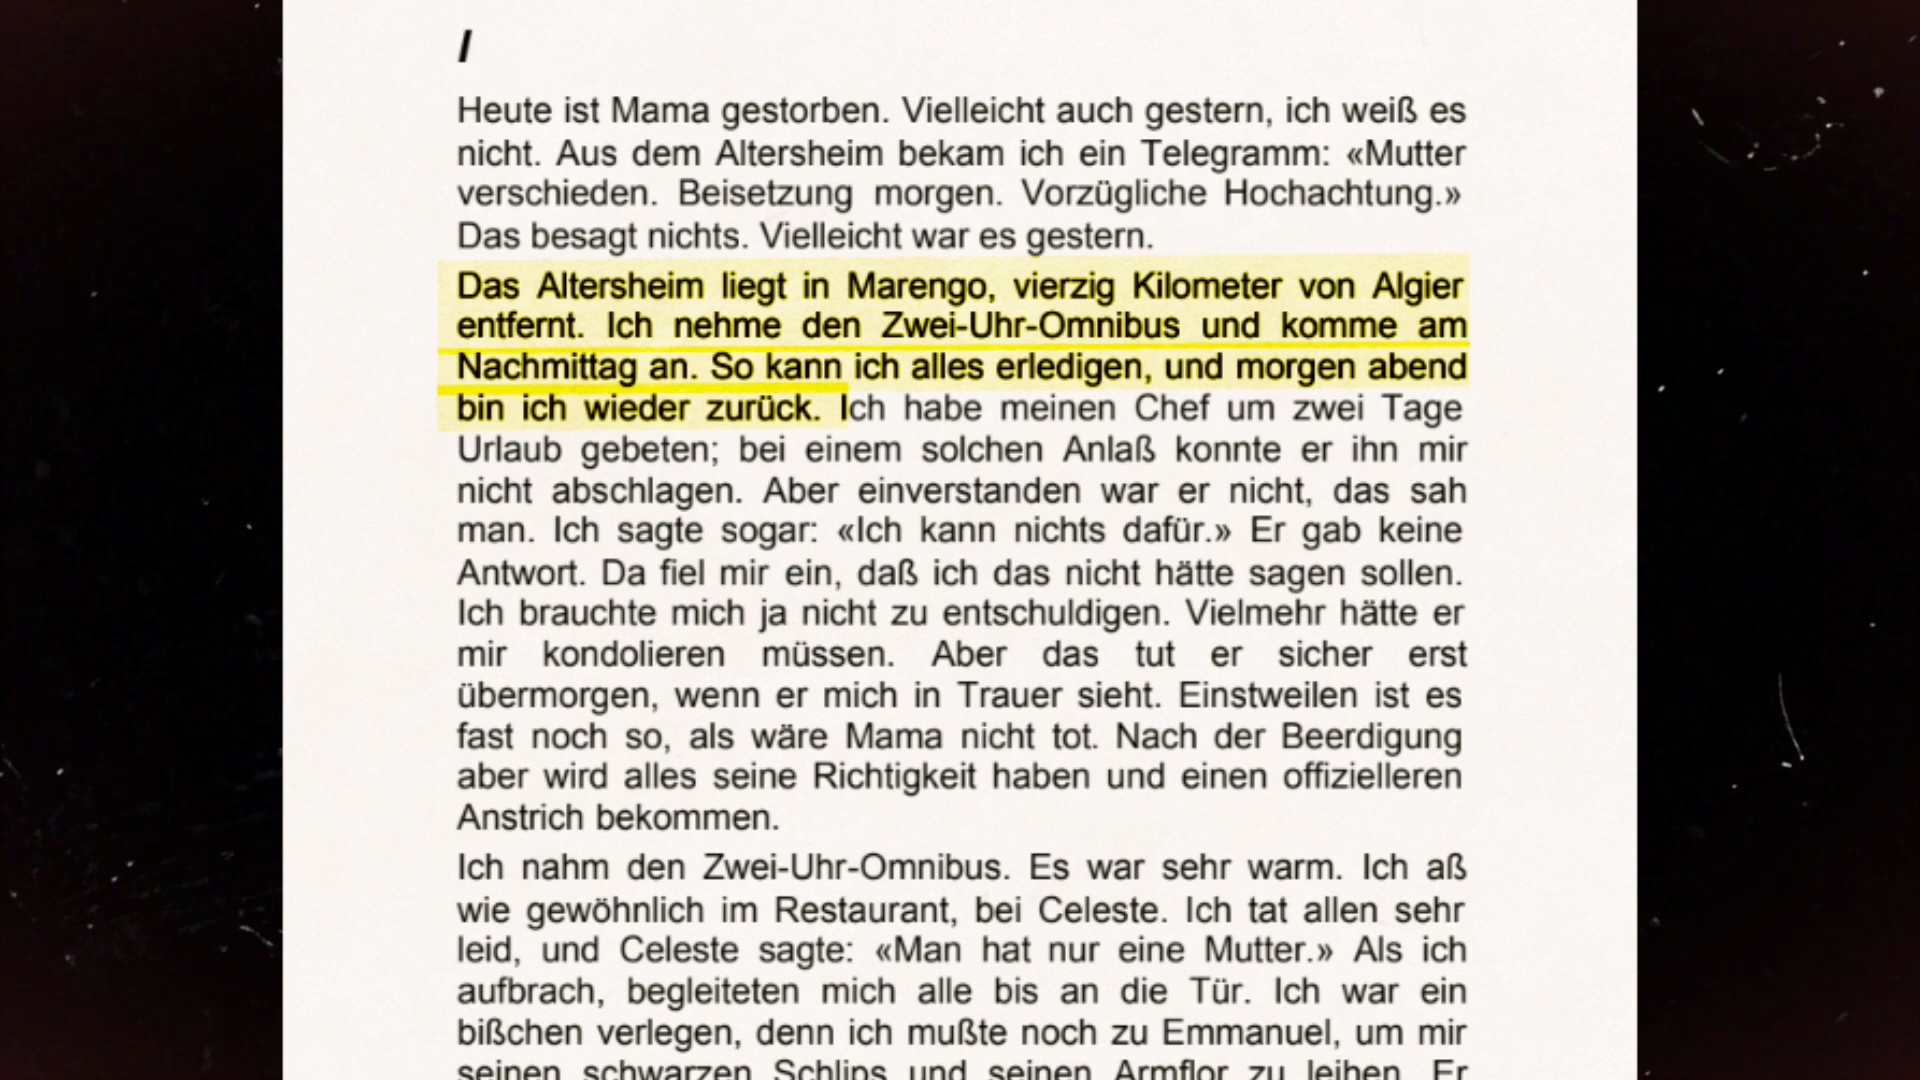 I
Heute ist Mama gestorben. Vielleicht auch gestern, ich weiß es
nicht. Aus dem Altersheim bekam ich ein Telegramm: «Mutter
verschieden. Beisetzung morgen. Vorzügliche Hochachtung.»
Das besagt nichts. Vielleicht war es gestern.
Das Altersheim liegt in Marengo, vierzig Kilometer von Algier
entfernt. Ich nehme den Zwei-Uhr-Omnibus und komme am
Nachmittag an. So kann ich alles erledigen, und morgen abend
bin ich wieder zurück. Ich habe meinen Chef um zwei Tage
Urlaub gebeten; bei einem solchen Anlaß konnte er ihn mir
nicht abschlagen. Aber einverstanden war er nicht, das sah
man. Ich sagte sogar: «Ich kann nichts dafür.» Er gab keine
Antwort. Da fiel mir ein, daß ich das nicht hätte sagen sollen.
Ich brauchte mich ja nicht zu entschuldigen. Vielmehr hätte er
mir kondolieren müssen. Aber das tut er sicher erst
übermorgen, wenn er mich in Trauer sieht. Einstweilen ist es
fast noch so, als wäre Mama nicht tot. Nach der Beerdigung
aber wird alles seine Richtigkeit haben und einen offizielleren
Anstrich bekommen.
Ich nahm den Zwei-Uhr-Omnibus. Es war sehr warm. Ich aß
wie gewöhnlich im Restaurant, bei Celeste. Ich tat allen sehr
leid, und Celeste sagte: «Man hat nur eine Mutter.» Als ich
aufbrach, begleiteten mich alle bis an die Tür. Ich war ein
bißchen verlegen, denn ich mußte noch zu Emmanuel, um mir
seinen schwarzen Schlips und seinen Armflor zu leihen. Er